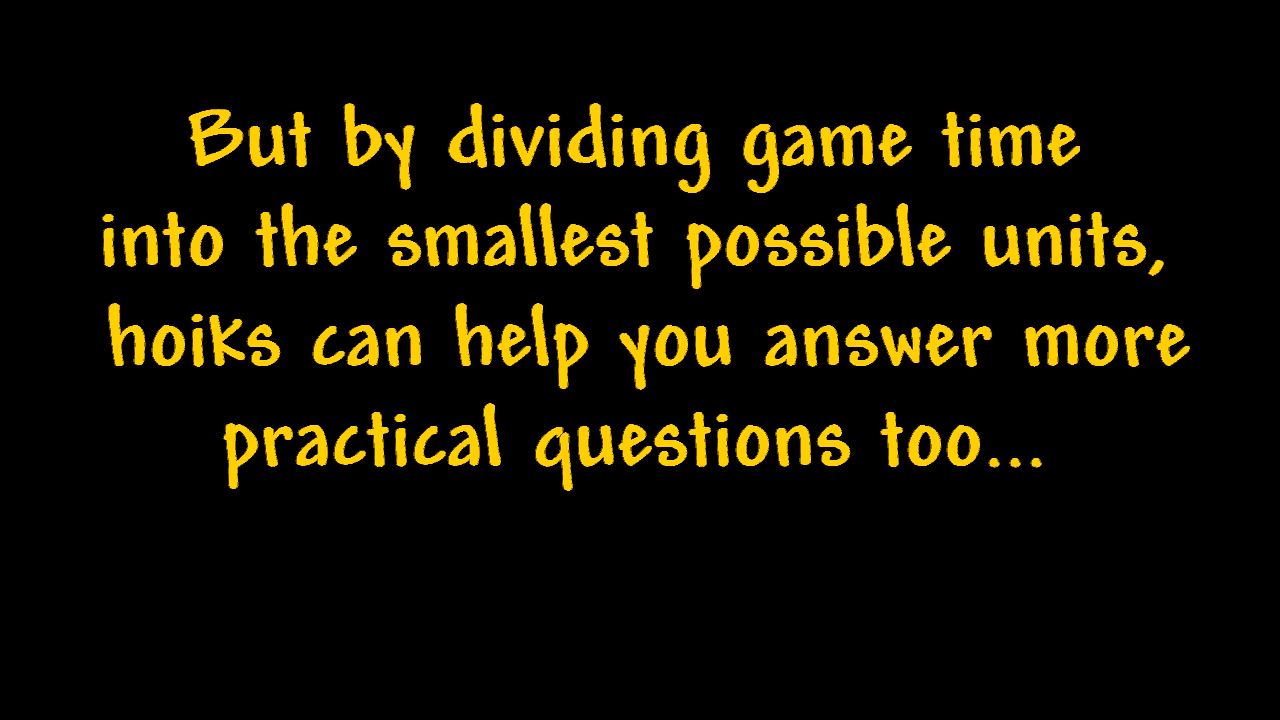 But by dividing game time
into the smallest possible units,
hoiks can help you answer more
practical questions too...